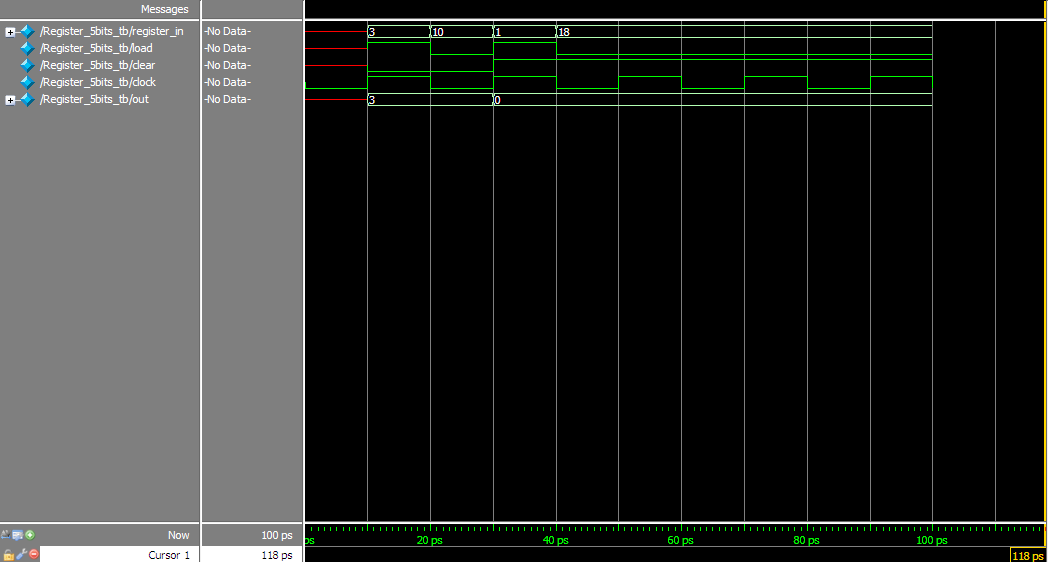 Messages
/Register_5bits_tb/register_in -No Data- 3 10 1 18
/Register_5bits_tb/load -No Data-
/Register_5bits_tb/clear -No Data-
/Register_5bits_tb/clock -No Data-
/Register_5bits_tb/out -No Data- 3 0
Now 100 ps ps 20 ps 40 ps 60 ps 80 ps 100 ps
Cursor 1 118 ps 118 ps